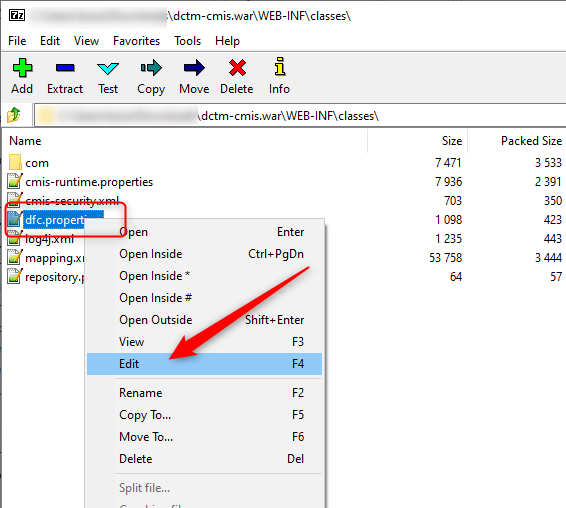 7z \dctm-cmis.war\WEB-INF\classes\
File Edit View Favorites Tools Help
Add Extract Test Copy Move Delete Info
\dctm-cmis.war\WEB-INF\classes\
Name Size Packed Size
com 7 471 3 533
cmis-runtime.properties 7 936 2 391
cmis-security.xml 703 350
dfc.properti 1 098 423
log4j.xml 1 235 443
mapping.x 53 758 3 444
repository.p 64 57
Open Enter
Open Inside Ctrl+PgDn
Open Inside *
Open Inside #
Open Outside Shift+Enter
View F3
Edit F4
Rename F2
Copy To... F5
Move To... F6
Delete Del
Split file...